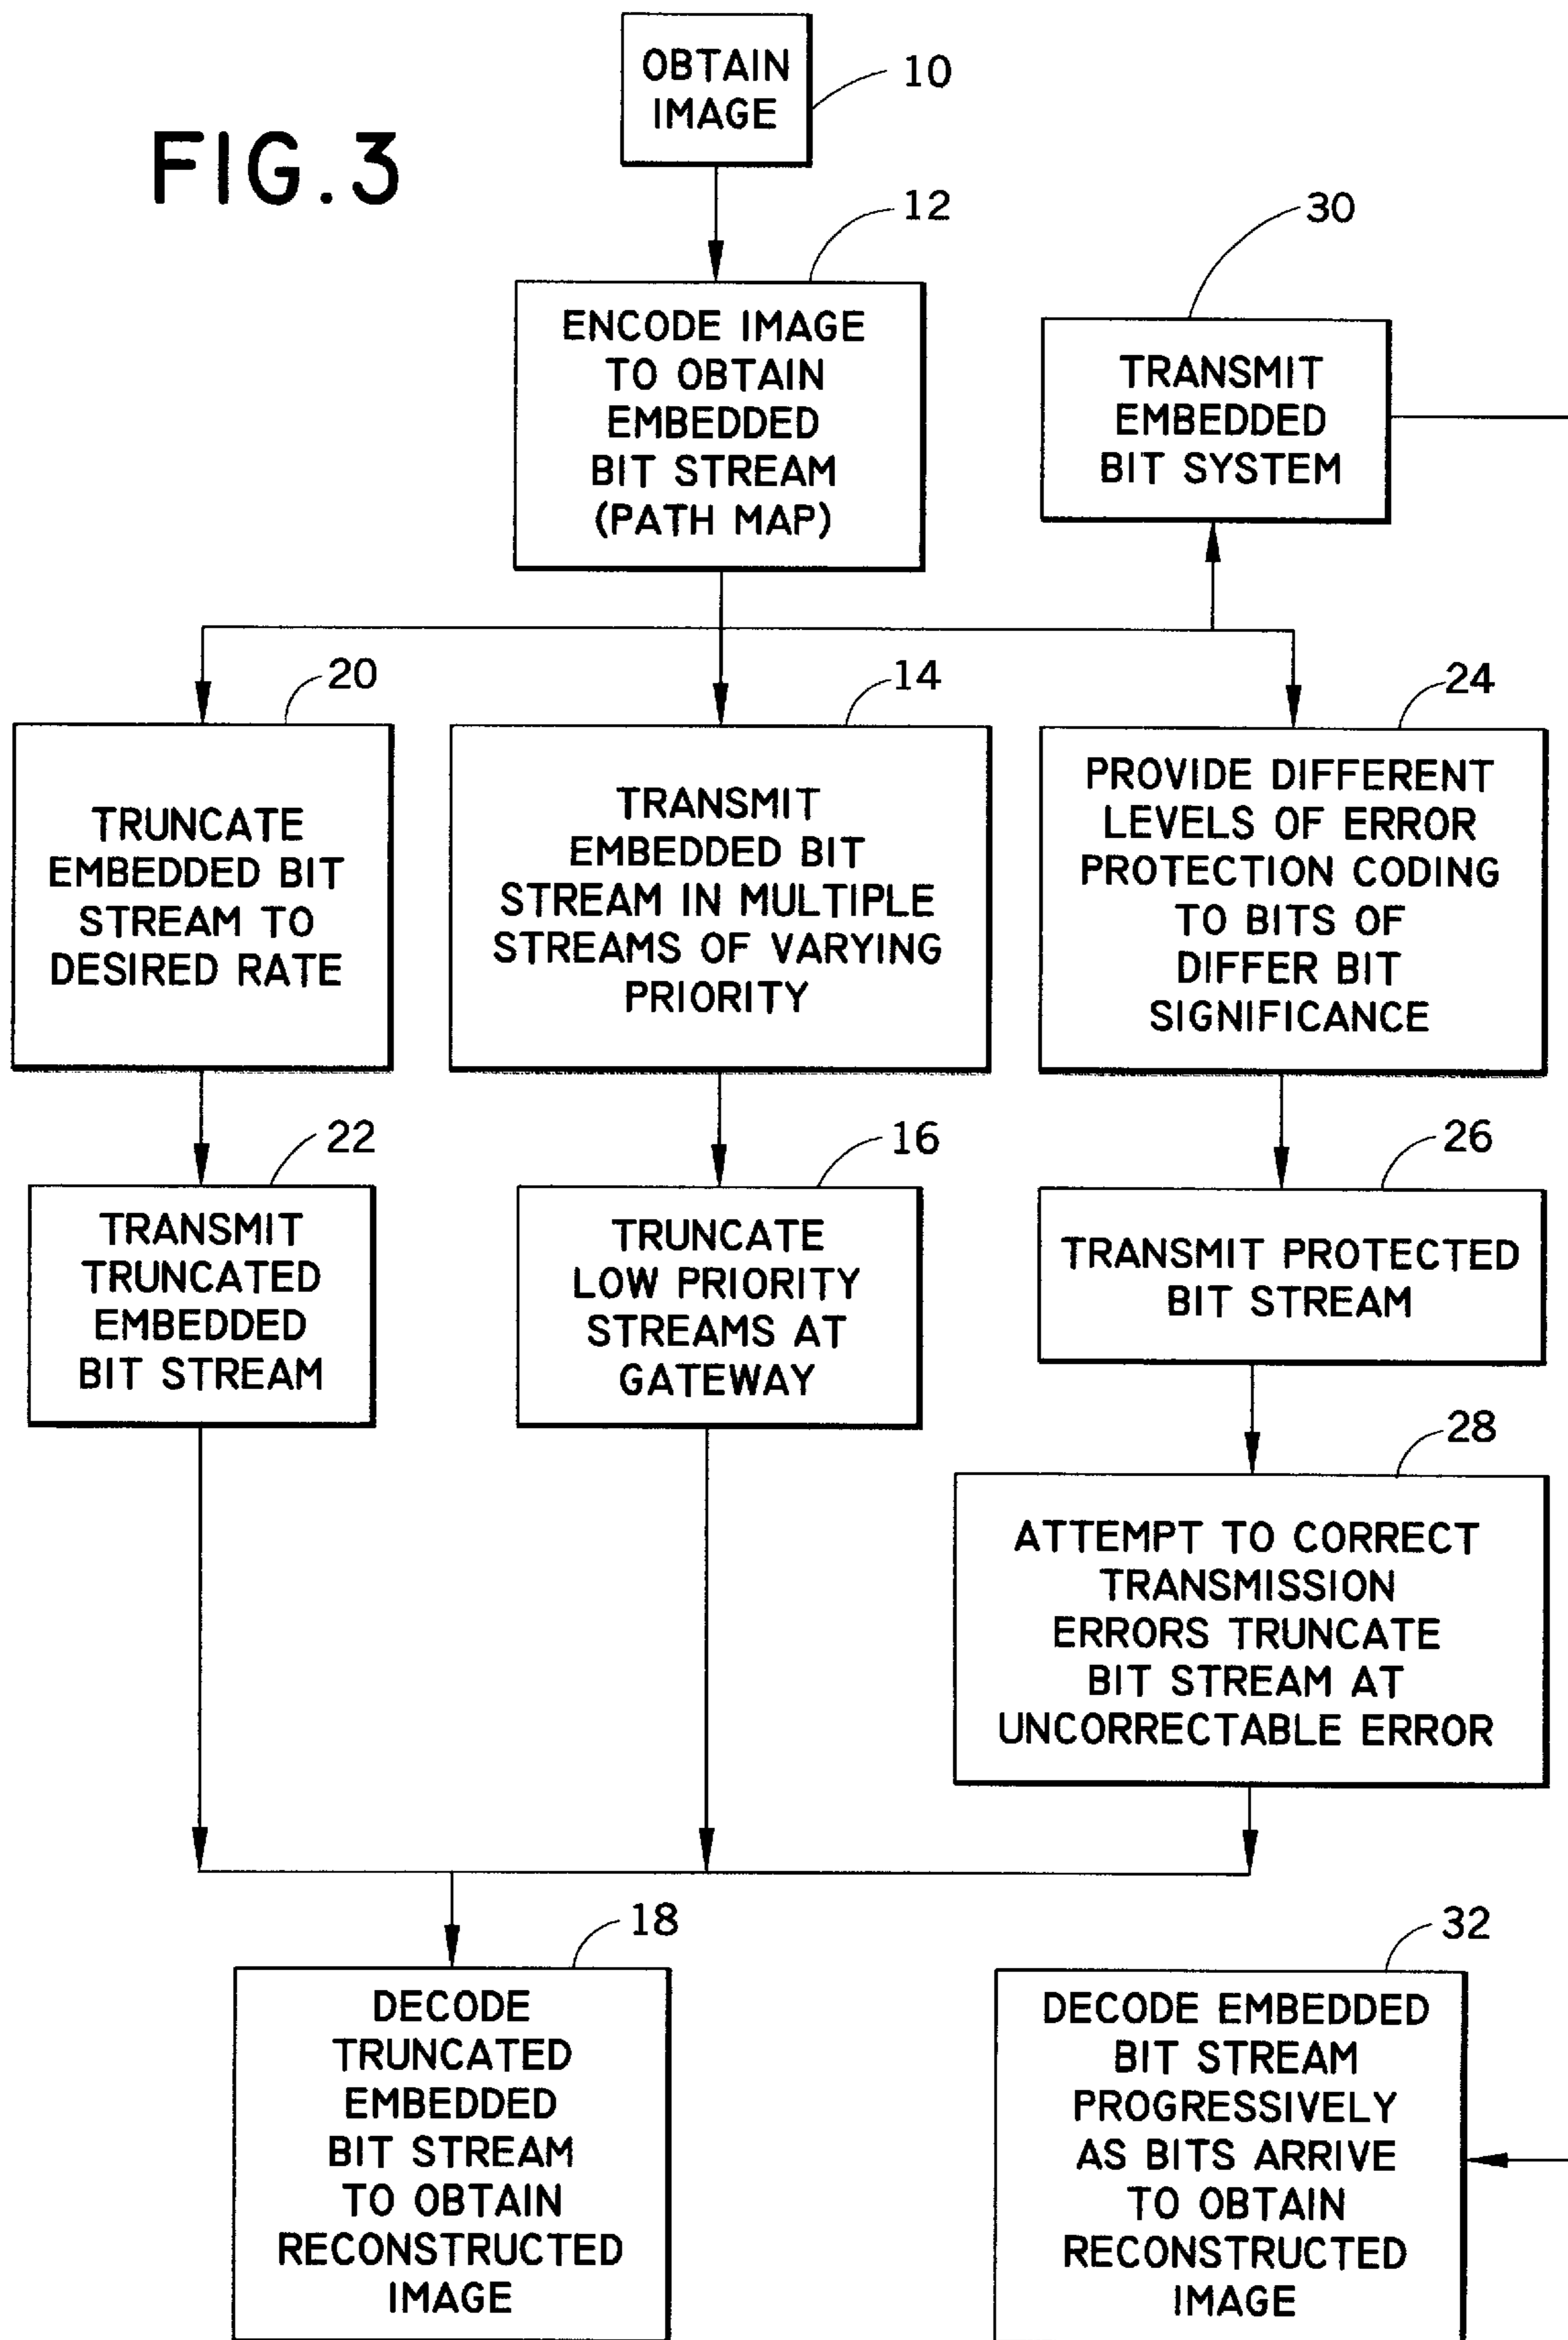 FIG.3
OBTAIN
IMAGE
10
12
ENCODE IMAGE
TO OBTAIN
EMBEDDED
BIT STREAM
(PATH MAP)
30
TRANSMIT
EMBEDDED
BIT SYSTEM
20
TRUNCATE
EMBEDDED BIT
STREAM TO
DESIRED RATE
14
TRANSMIT
EMBEDDED BIT
STREAM IN MULTIPLE
STREAMS OF VARYING
PRIORITY
24
PROVIDE DIFFERENT
LEVELS OF ERROR
PROTECTION CODING
TO BITS OF
DIFFER BIT
SIGNIFICANCE
22
TRANSMIT
TRUNCATED
EMBEDDED
BIT STREAM
16
TRUNCATE
LOW PRIORITY
STREAMS AT
GATEWAY
26
TRANSMIT PROTECTED
BIT STREAM
28
ATTEMPT TO CORRECT
TRANSMISSION
ERRORS TRUNCATE
BIT STREAM AT
UNCORRECTABLE ERROR
18
DECODE
TRUNCATED
EMBEDDED
BIT STREAM
TO OBTAIN
RECONSTRUCTED
IMAGE
32
DECODE EMBEDDED
BIT STREAM
PROGRESSIVELY
AS BITS ARRIVE
TO OBTAIN
RECONSTRUCTED
IMAGE